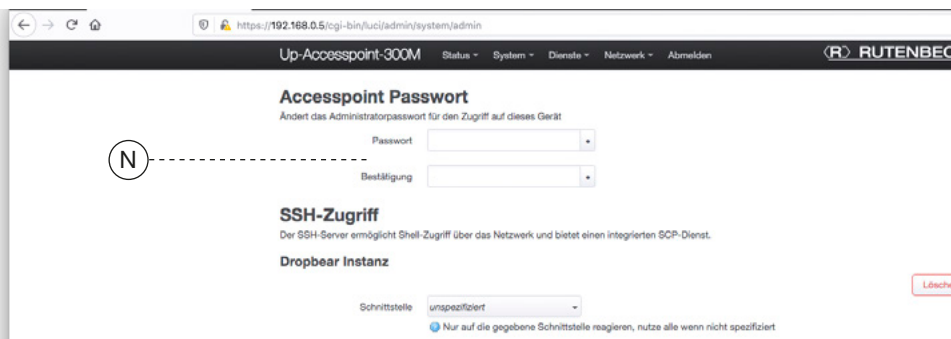 https://192.168.0.5/cgi-bin/luci/admin/system/admin
Up-Accesspoint-300M Status System Dienste Netzwerk Abmelden ⟨R⟩ RUTENBEC
Accesspoint Passwort
Ändert das Administratorpasswort für den Zugriff auf dieses Gerät
Passwort
N
Bestätigung
SSH-Zugriff
Der SSH-Server ermöglicht Shell-Zugriff über das Netzwerk und bietet einen integrierten SCP-Dienst.
Dropbear Instanz
Lösche
Schnittstelle unspezifiziert
Nur auf die gegebene Schnittstelle reagieren, nutze alle wenn nicht spezifiziert